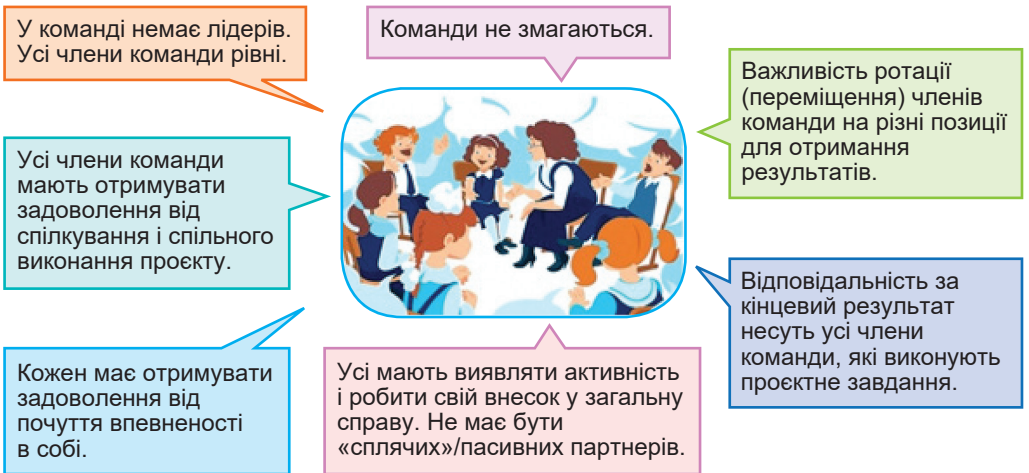 У команді немає лідерів.
Усі члени команди рівні.
Команди не змагаються.
Важливість ротації
(переміщення) членів
команди на різні позиції
для отримання
результатів.
Усі члени команди
мають отримувати
задоволення від
спілкування і спільного
виконання проєкту.
Відповідальність за
кінцевий результат
несуть усі члени
команди, які виконують
проєктне завдання.
Кожен має отримувати
задоволення від
почуття впевненості
в собі.
Усі мають виявляти активність
і робити свій внесок у загальну
справу. Не має бути
«сплячих»/пасивних партнерів.